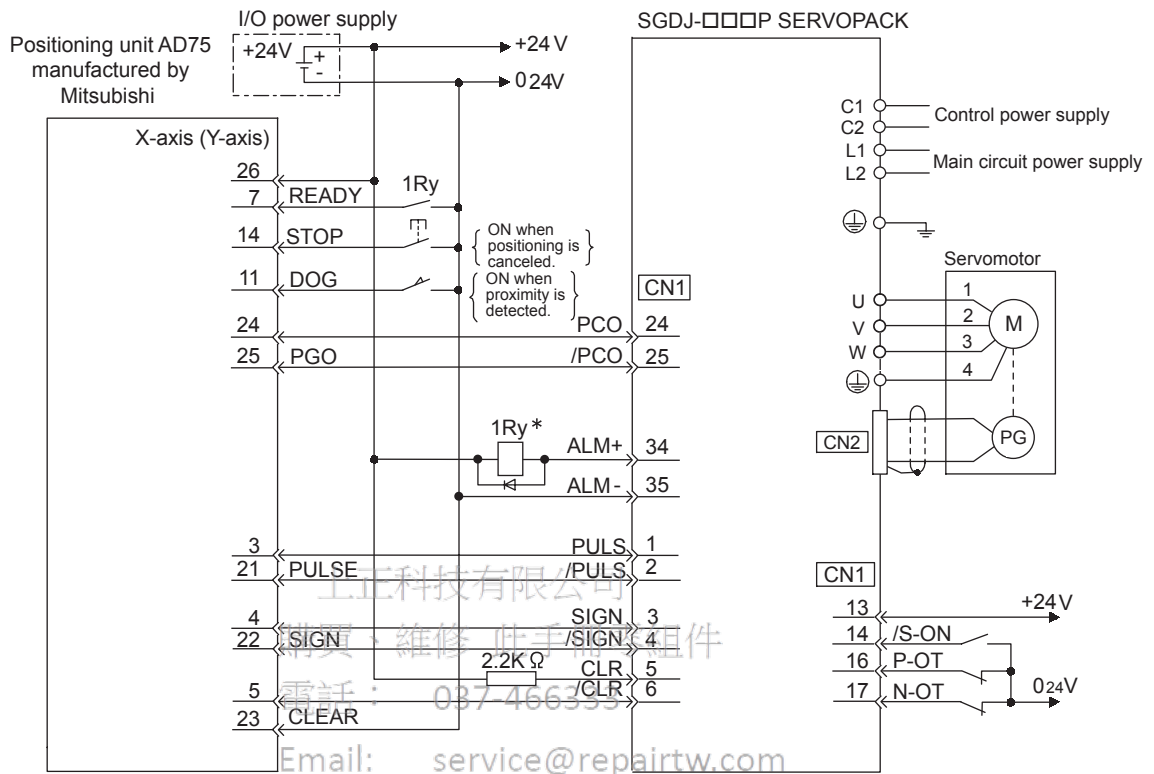 I/O power supply
SGDJ-□□□P SERVOPACK
Positioning unit AD75
manufactured by
Mitsubishi
+24V
+
-
+24 V
0 24V
X-axis (Y-axis)
C1
C2
Control power supply
L1
L2
Main circuit power supply
26
7 READY
1Ry
14 STOP
ON when
positioning is
canceled.
11 DOG
ON when
proximity is
detected.
CN1
Servomotor
24
PCO 24
25 PGO
/PCO 25
U
V
W
1
2
3
4
M
CN2
PG
1Ry*
ALM+ 34
ALM- 35
3
PULS 1
21 PULSE
/PULS 2
上正科技有限公司
CN1
4
SIGN 3
22 SIGN
/SIGN 4
購買、維修 此手冊零組件
2.2K Ω
CLR 5
5
/CLR 6
電話： 037-466333
23 CLEAR
13
+24V
14 /S-ON
16 P-OT
17 N-OT
0 24V
Email: service@repairtw.com